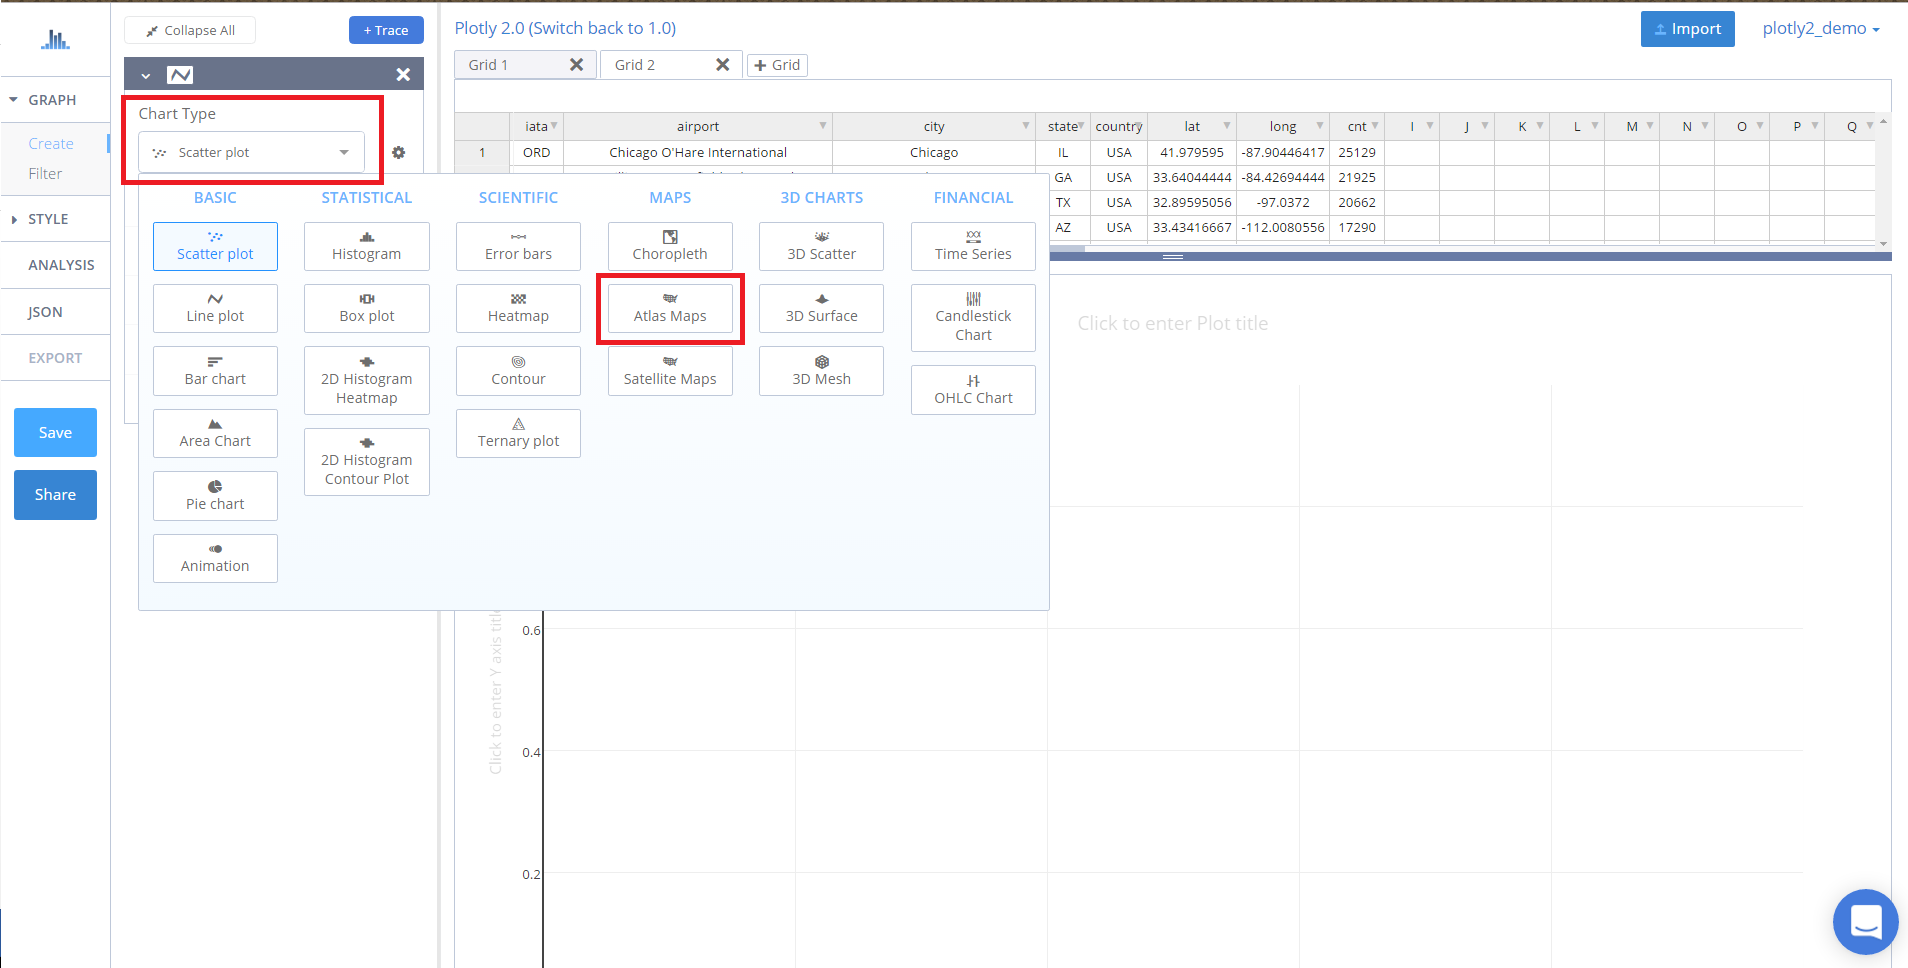 Collapse All
+ Trace
Plotly 2.0 (Switch back to 1.0)
Import
plotly2_demo
Grid 1
Grid 2
+ Grid
GRAPH
Create
Filter
STYLE
ANALYSIS
JSON
EXPORT
Save
Share
Chart Type
Scatter plot
iata airport city state country lat long cnt I J K L M N O P Q
1 ORD Chicago O'Hare International Chicago IL USA 41.979595 -87.90446417 25129
GA USA 33.64044444 -84.42694444 21925
TX USA 32.89595056 -97.0372 20662
AZ USA 33.43416667 -112.0080556 17290
BASIC
Scatter plot
Line plot
Bar chart
Area Chart
Pie chart
Animation
STATISTICAL
Histogram
Box plot
2D Histogram
Heatmap
2D Histogram
Contour Plot
SCIENTIFIC
Error bars
Heatmap
Contour
Ternary plot
MAPS
Choropleth
Atlas Maps
Satellite Maps
3D CHARTS
3D Scatter
3D Surface
3D Mesh
FINANCIAL
Time Series
Candlestick
Chart
OHLC Chart
Click to enter Plot title
Click to enter Y axis title
0.6
0.4
0.2